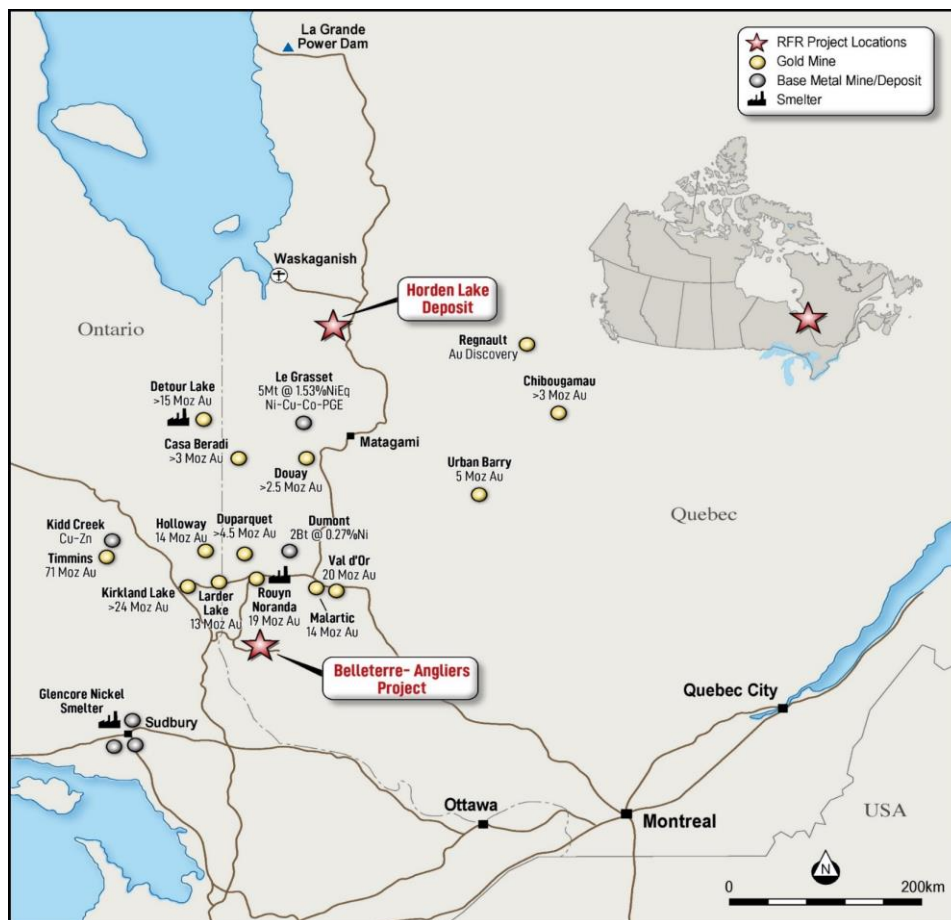 La Grande
Power Dam
RFR Project Locations
Gold Mine
Base Metal Mine/Deposit
Smelter
Waskaganish
Horden Lake
Deposit
Ontario
Regnault
Au Discovery
Detour Lake
>15 Moz Au
Le Grasset
5Mt @ 1.53%NiEq
Ni-Cu-Co-PGE
Chibougamau
>3 Moz Au
Casa Beradi
>3 Moz Au
Matagami
Douay
>2.5 Moz Au
Urban Barry
5 Moz Au
Quebec
Kidd Creek
Cu-Zn
Timmins
71 Moz Au
Holloway
14 Moz Au
Duparquet
>4.5 Moz Au
Dumont
2Bt @ 0.27%Ni
Val d'Or
20 Moz Au
Kirkland Lake
>24 Moz Au
Larder
Lake
13 Moz Au
Rouyn
Noranda
19 Moz Au
Malartic
14 Moz Au
Belleterre- Angliers
Project
Glencore Nickel
Smelter
Sudbury
Quebec City
Ottawa
Montreal
USA
N
0
200km